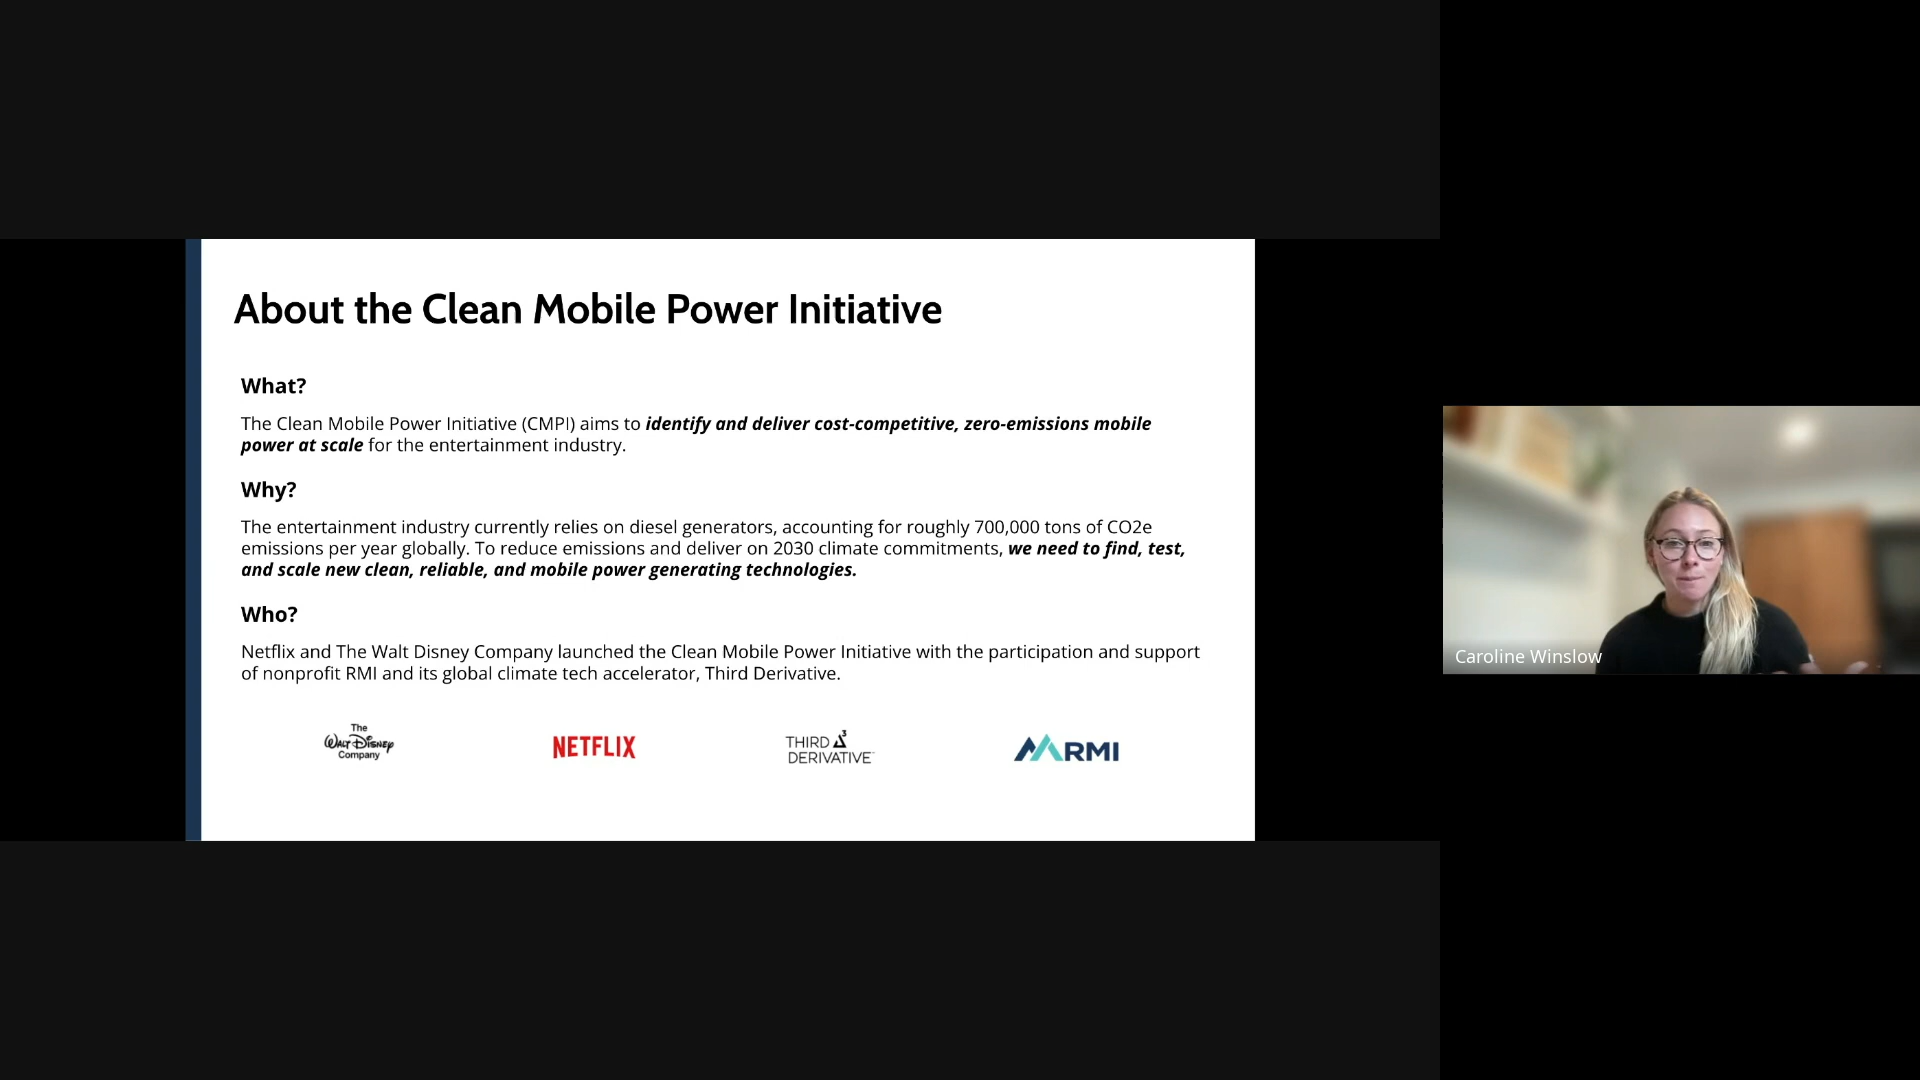 About the Clean Mobile Power Initiative
What?
The Clean Mobile Power Initiative (CMPI) aims to identify and deliver cost-competitive, zero-emissions mobile
power at scale for the entertainment industry.
Why?
The entertainment industry currently relies on diesel generators, accounting for roughly 700,000 tons of CO2e
emissions per year globally. To reduce emissions and deliver on 2030 climate commitments, we need to find, test,
and scale new clean, reliable, and mobile power generating technologies.
Who?
Netflix and The Walt Disney Company launched the Clean Mobile Power Initiative with the participation and support
of nonprofit RMI and its global climate tech accelerator, Third Derivative.
The
Walt Disney
Company
NETFLIX
THIRD 3
DERIVATIVE
RMI
Caroline Winslow